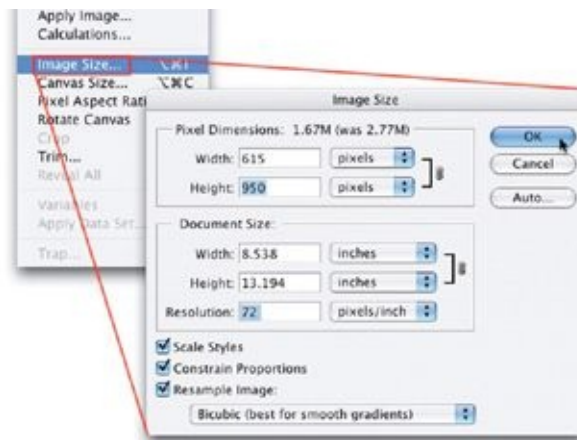 Apply Image...
Calculations...
Image Size...
Canvas Size... ⌥⌘C
Pixel Aspect Rati
Rotate Canvas
Crop
Trim...
Reveal All
Variables
Apply Data Set...
Trap...
Image Size
Pixel Dimensions: 1.67M (was 2.77M)
Width: 615 pixels
Height: 950 pixels
OK
Cancel
Auto...
Document Size:
Width: 8.538 inches
Height: 13.194 inches
Resolution: 72 pixels/inch
Scale Styles
Constrain Proportions
Resample Image:
Bicubic (best for smooth gradients)